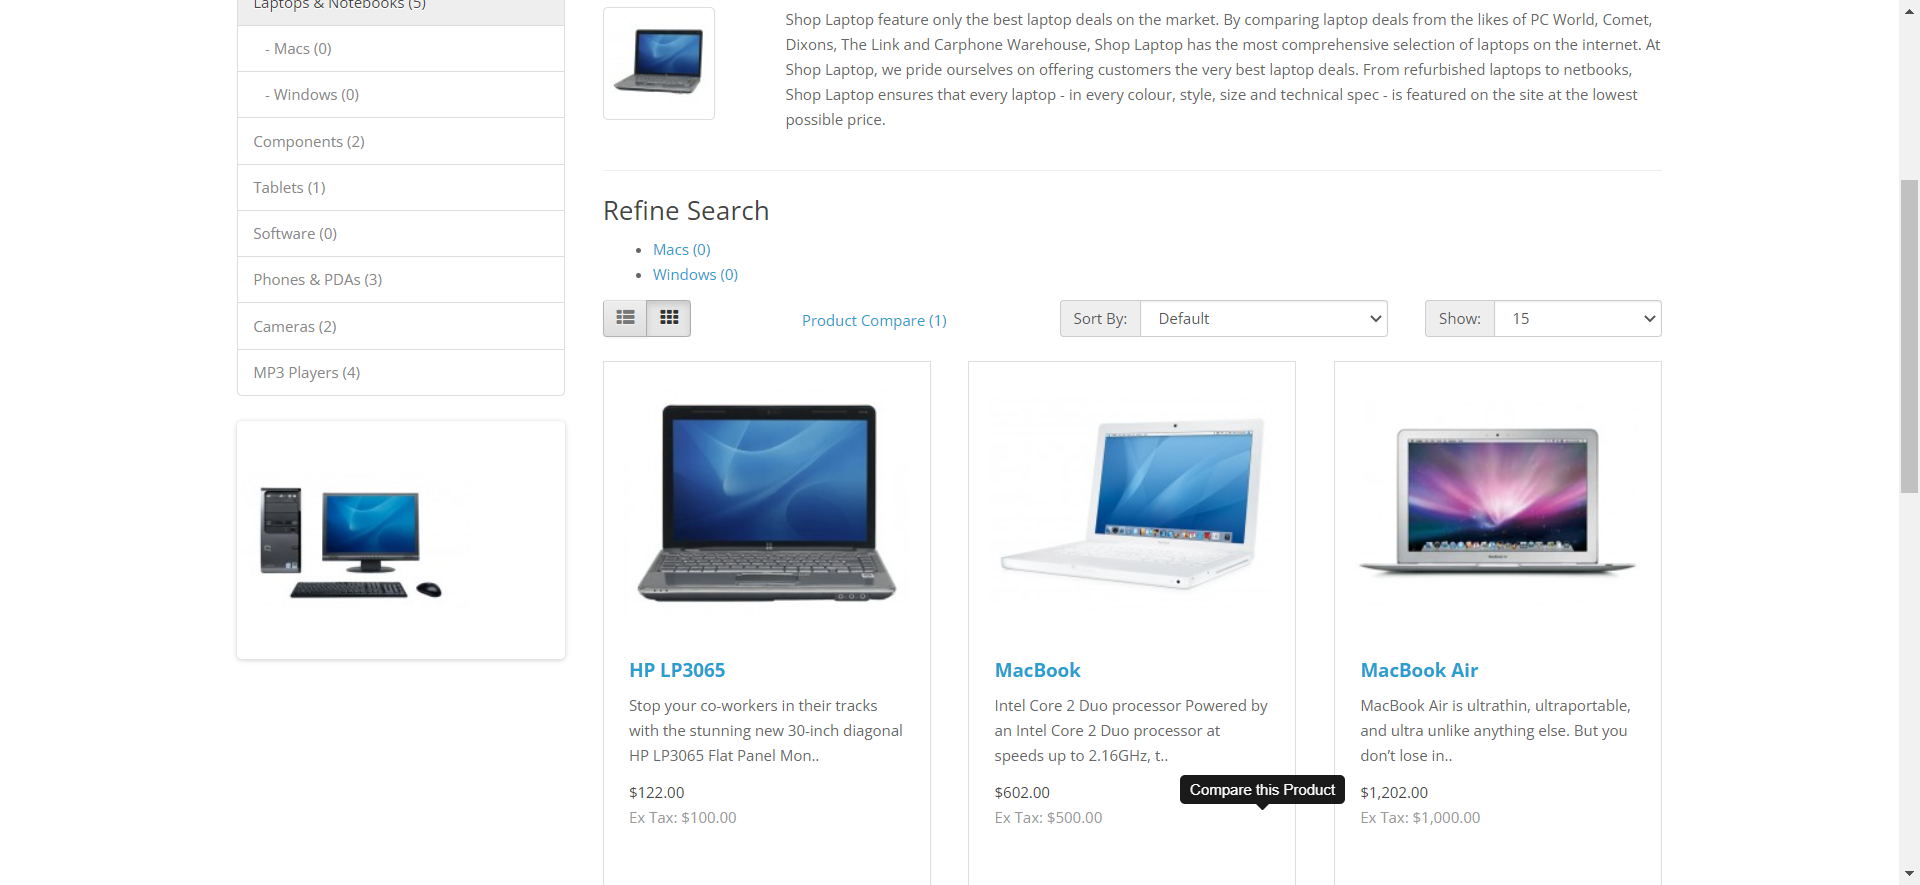 Laptops & Notebooks (5)
- Macs (0)
- Windows (0)
Components (2)
Tablets (1)
Software (0)
Phones & PDAs (3)
Cameras (2)
MP3 Players (4)
Shop Laptop feature only the best laptop deals on the market. By comparing laptop deals from the likes of PC World, Comet,
Dixons, The Link and Carphone Warehouse, Shop Laptop has the most comprehensive selection of laptops on the internet. At
Shop Laptop, we pride ourselves on offering customers the very best laptop deals. From refurbished laptops to netbooks,
Shop Laptop ensures that every laptop - in every colour, style, size and technical spec - is featured on the site at the lowest
possible price.
Refine Search
Macs (0)
Windows (0)
Product Compare (1)
Sort By:
Default
Show:
15
HP LP3065
Stop your co-workers in their tracks
with the stunning new 30-inch diagonal
HP LP3065 Flat Panel Mon..
$122.00
Ex Tax: $100.00
MacBook
Intel Core 2 Duo processor Powered by
an Intel Core 2 Duo processor at
speeds up to 2.16GHz, t..
$602.00
Ex Tax: $500.00
Compare this Product
MacBook Air
MacBook Air is ultrathin, ultraportable,
and ultra unlike anything else. But you
don’t lose in..
$1,202.00
Ex Tax: $1,000.00